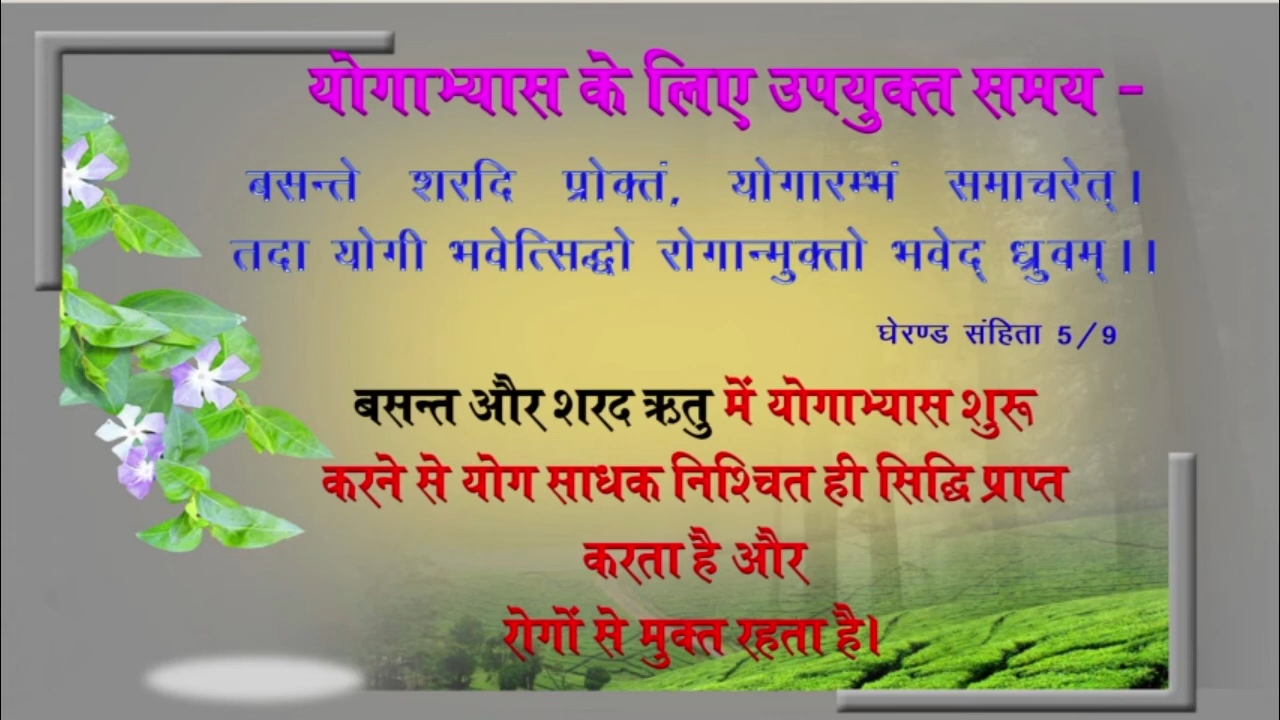 योगाभ्यास के लिए उपयुक्त समय -
बसन्ते शरदि प्रोक्तं, योगारम्भं समाचरेत्।
तदा योगी भवेत्सिद्धो रोगान्मुक्तो भवेद् ध्रुवम्।।
घेरण्ड संहिता 5/9
बसन्त और शरद ऋतु में योगाभ्यास शुरू
करने से योग साधक निश्चित ही सिद्धि प्राप्त
करता है और
रोगों से मुक्त रहता है।